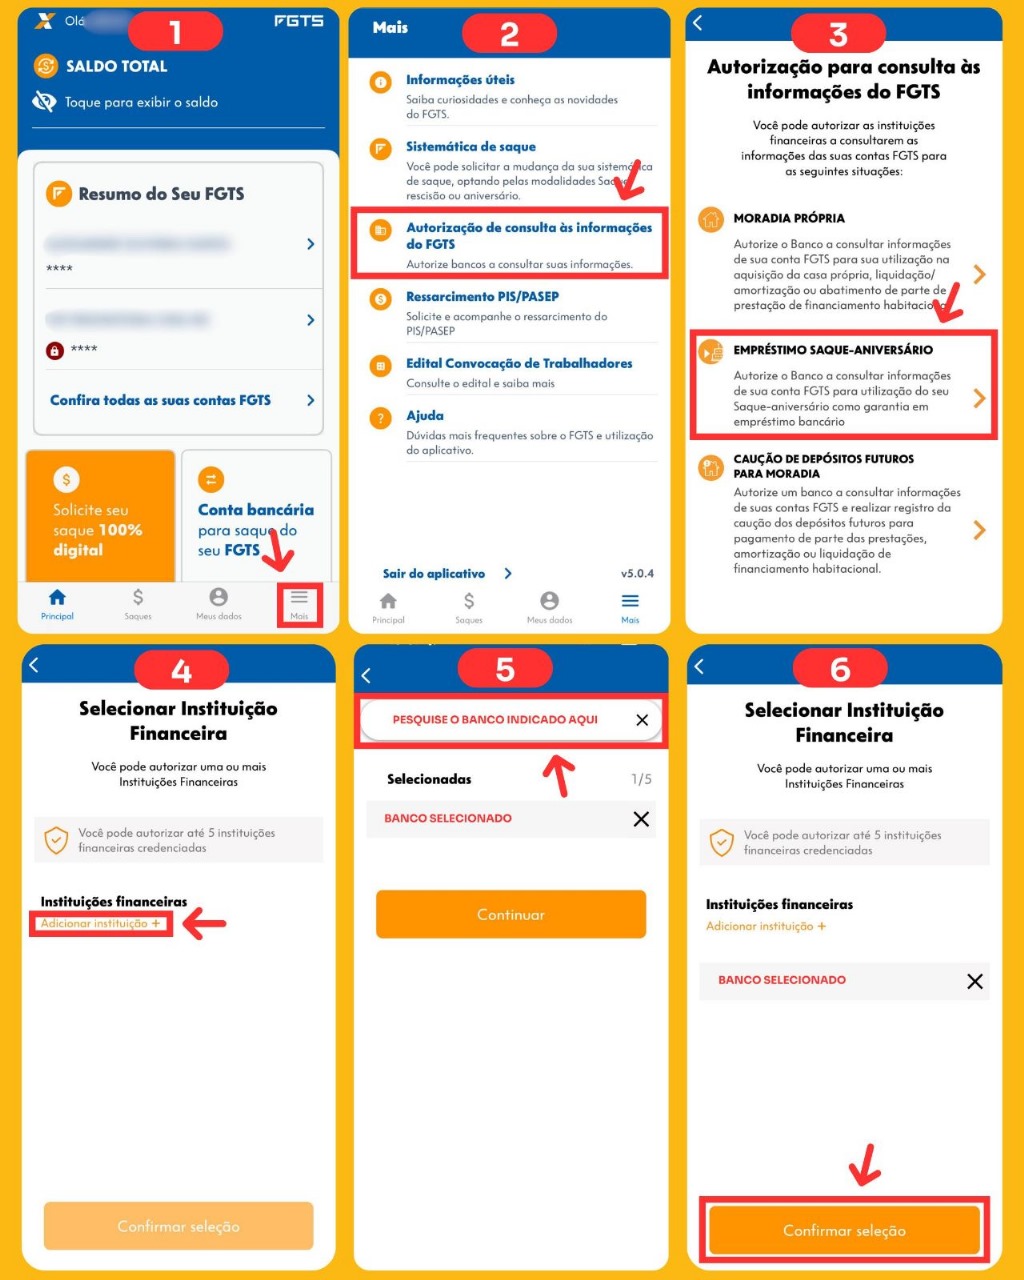 1
Olá
FGTS
SALDO TOTAL
Toque para exibir o saldo
Resumo do Seu FGTS
****
****
Confira todas as suas contas FGTS
Solicite seu
saque 100%
digital
Conta bancária
para saque do
seu FGTS
Principal
Saques
Meus dados
Mais
2
Mais
Informações úteis
Saiba curiosidades e conheça as novidades
do FGTS.
Sistemática de saque
Você pode solicitar a mudança da sua sistemática
de saque, optando pelas modalidades Saque
rescisão ou aniversário.
Autorização de consulta às informações
do FGTS
Autorize bancos a consultar suas informações.
Ressarcimento PIS/PASEP
Solicite e acompanhe o ressarcimento do
PIS/PASEP
Edital Convocação de Trabalhadores
Consulte o edital e saiba mais
Ajuda
Dúvidas mais frequentes sobre o FGTS e utilização
do aplicativo.
Sair do aplicativo
v5.0.4
Principal
Saques
Meus dados
Mais
3
Autorização para consulta às
informações do FGTS
Você pode autorizar as instituições
financeiras a consultarem as
informações das suas contas FGTS para
as seguintes situações:
MORADIA PRÓPRIA
Autorize o Banco a consultar informações
de sua conta FGTS para sua utilização na
aquisição da casa própria, liquidação/
amortização ou abatimento de parte de
prestação de financiamento habitacional
EMPRÉSTIMO SAQUE-ANIVERSÁRIO
Autorize o Banco a consultar informações
de sua conta FGTS para utilização do seu
Saque-aniversário como garantia em
empréstimo bancário
CAUÇÃO DE DEPÓSITOS FUTUROS
PARA MORADIA
Autorize um banco a consultar informações
de suas contas FGTS e realizar registro da
caução dos depósitos futuros para
pagamento de parte das prestações,
amortização ou liquidação de
financiamento habitacional.
4
Selecionar Instituição
Financeira
Você pode autorizar uma ou mais
Instituições Financeiras
Você pode autorizar até 5 instituições
financeiras credenciadas
Instituições financeiras
Adicionar instituição +
Confirmar seleção
5
PESQUISE O BANCO INDICADO AQUI
Selecionadas
1/5
BANCO SELECIONADO
Continuar
6
Selecionar Instituição
Financeira
Você pode autorizar uma ou mais
Instituições Financeiras
Você pode autorizar até 5 instituições
financeiras credenciadas
Instituições financeiras
Adicionar instituição +
BANCO SELECIONADO
Confirmar seleção